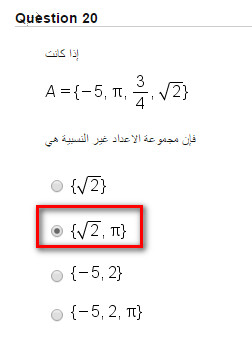 Question 20
إذا كانت
A={−5, π, 3/4, √2}
فإن مجموعة الاعداد غير النسبية هي
{√2}
{√2, π}
{−5, 2}
{−5, 2, π}